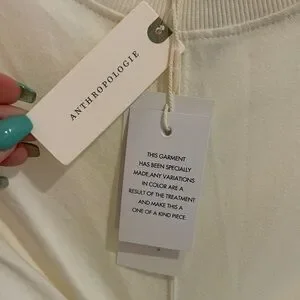 ANTHROPOLOGIE
THIS GARMENT
HAS BEEN SPECIALLY
MADE,ANY VARIATIONS
IN COLOR ARE A
RESULT OF THE TREATMENT
AND MAKE THIS A
ONE OF A KIND PIECE